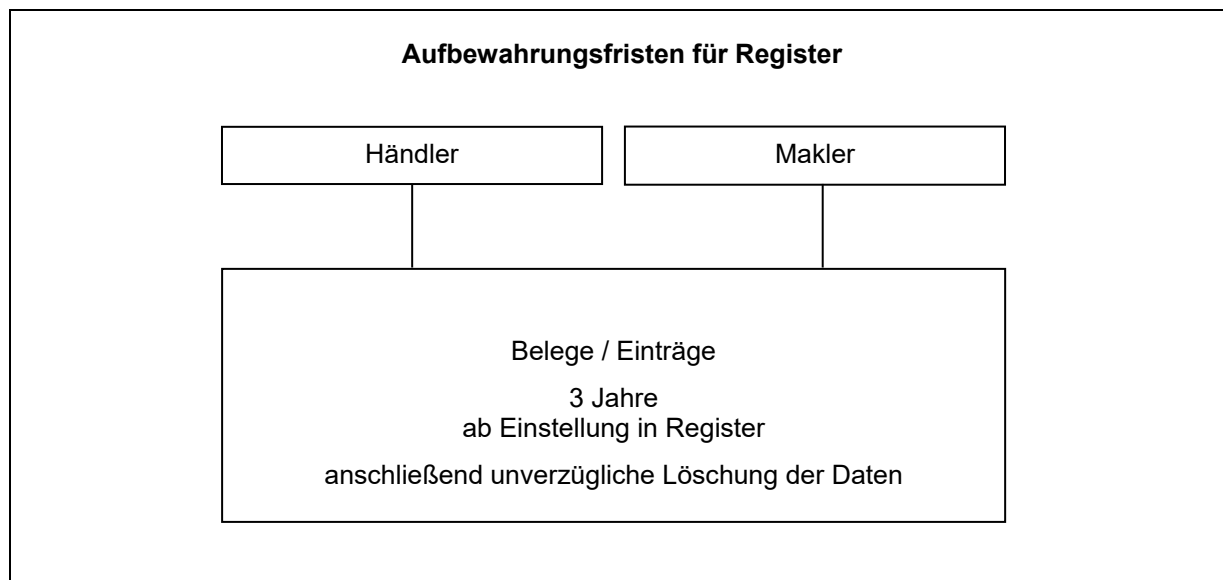 Aufbewahrungsfristen für Register
Händler
Makler
Belege / Einträge
3 Jahre
ab Einstellung in Register
anschließend unverzügliche Löschung der Daten